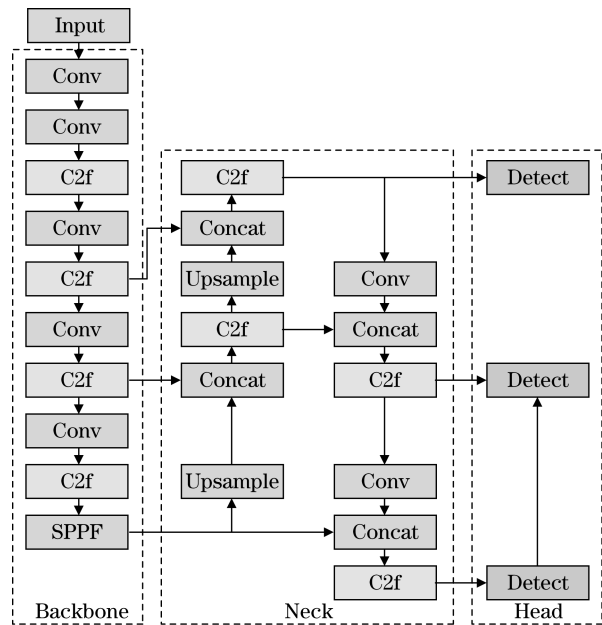 Input
Conv
Conv
C2f
Conv
C2f
Conv
C2f
Conv
C2f
SPPF
Backbone
C2f
Concat
Upsample
C2f
Concat
Upsample
Conv
Concat
C2f
Conv
Concat
C2f
Neck
Detect
Detect
Detect
Head